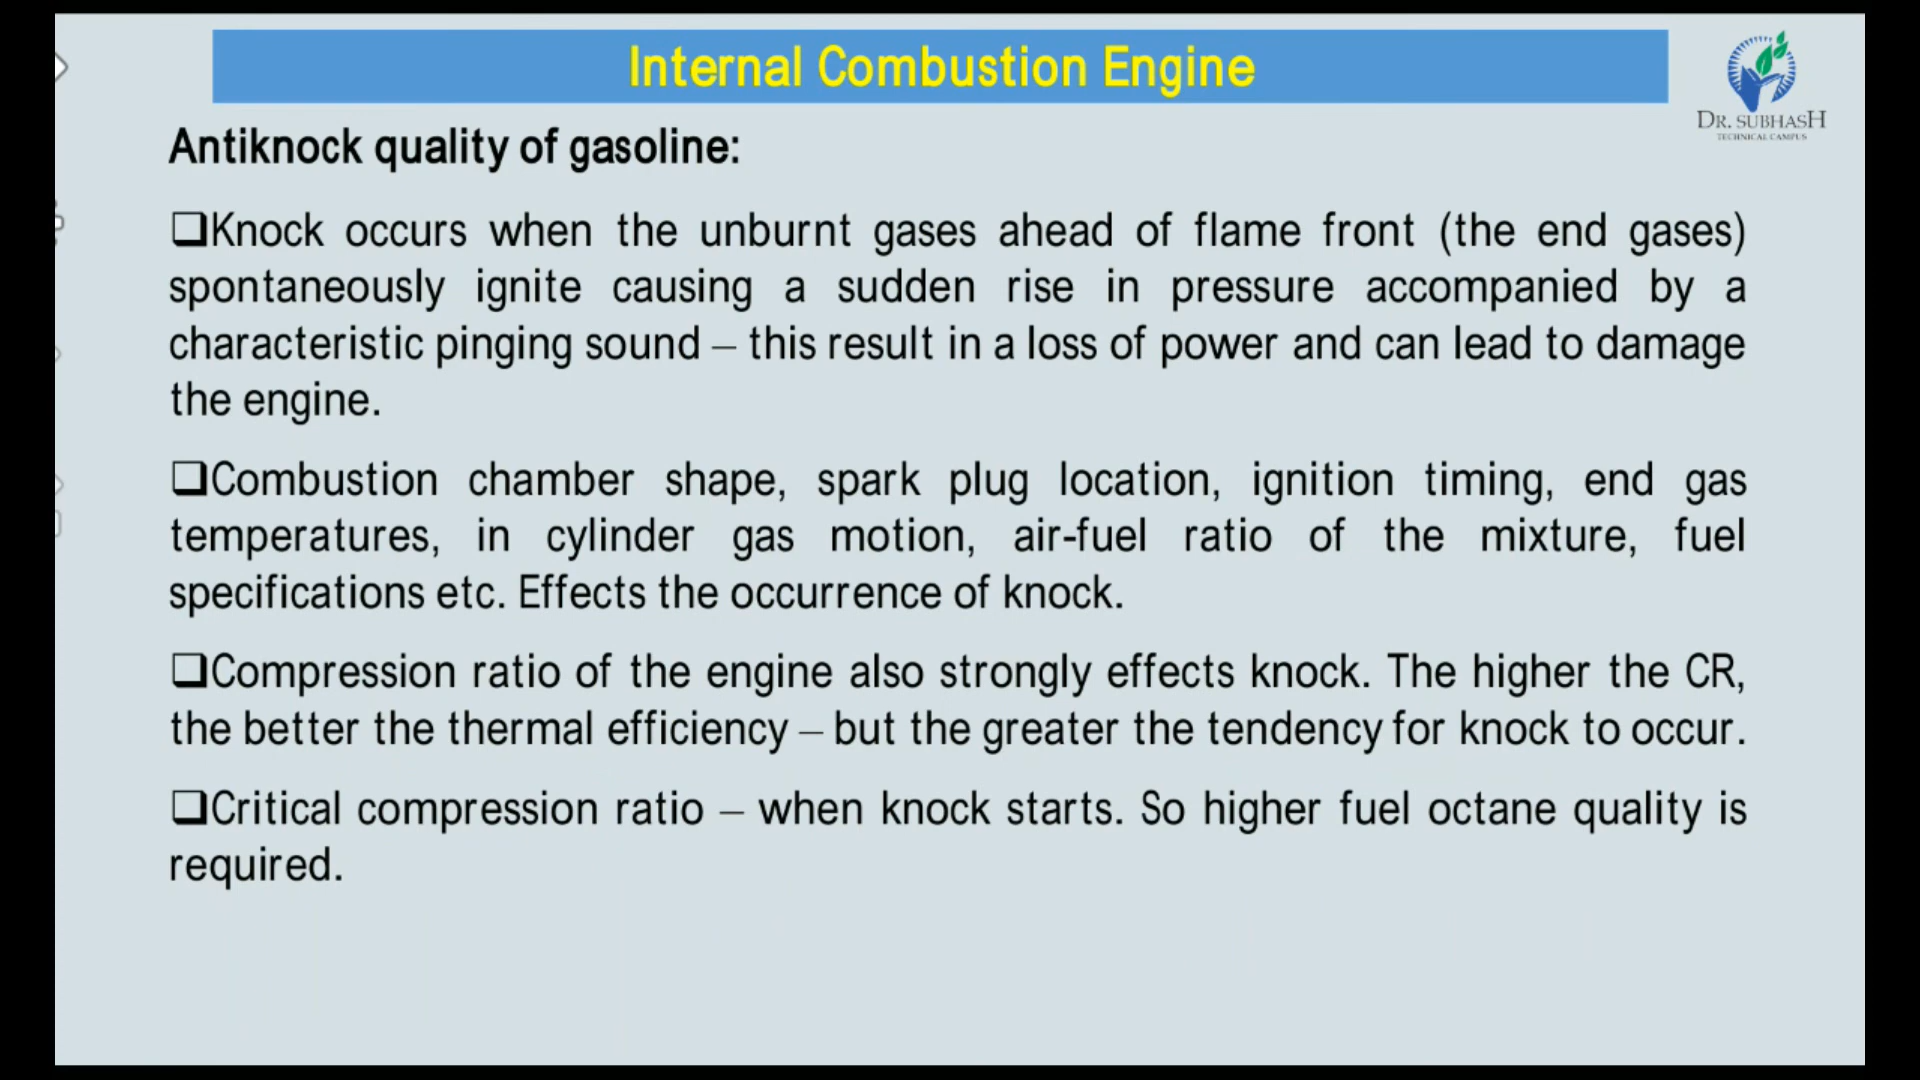 Internal Combustion Engine
DR. SUBHASH
TECHNICAL CAMPUS
Antiknock quality of gasoline:
❑Knock occurs when the unburnt gases ahead of flame front (the end gases)
spontaneously ignite causing a sudden rise in pressure accompanied by a
characteristic pinging sound – this result in a loss of power and can lead to damage
the engine.
❑Combustion chamber shape, spark plug location, ignition timing, end gas
temperatures, in cylinder gas motion, air-fuel ratio of the mixture, fuel
specifications etc. Effects the occurrence of knock.
❑Compression ratio of the engine also strongly effects knock. The higher the CR,
the better the thermal efficiency – but the greater the tendency for knock to occur.
❑Critical compression ratio – when knock starts. So higher fuel octane quality is
required.